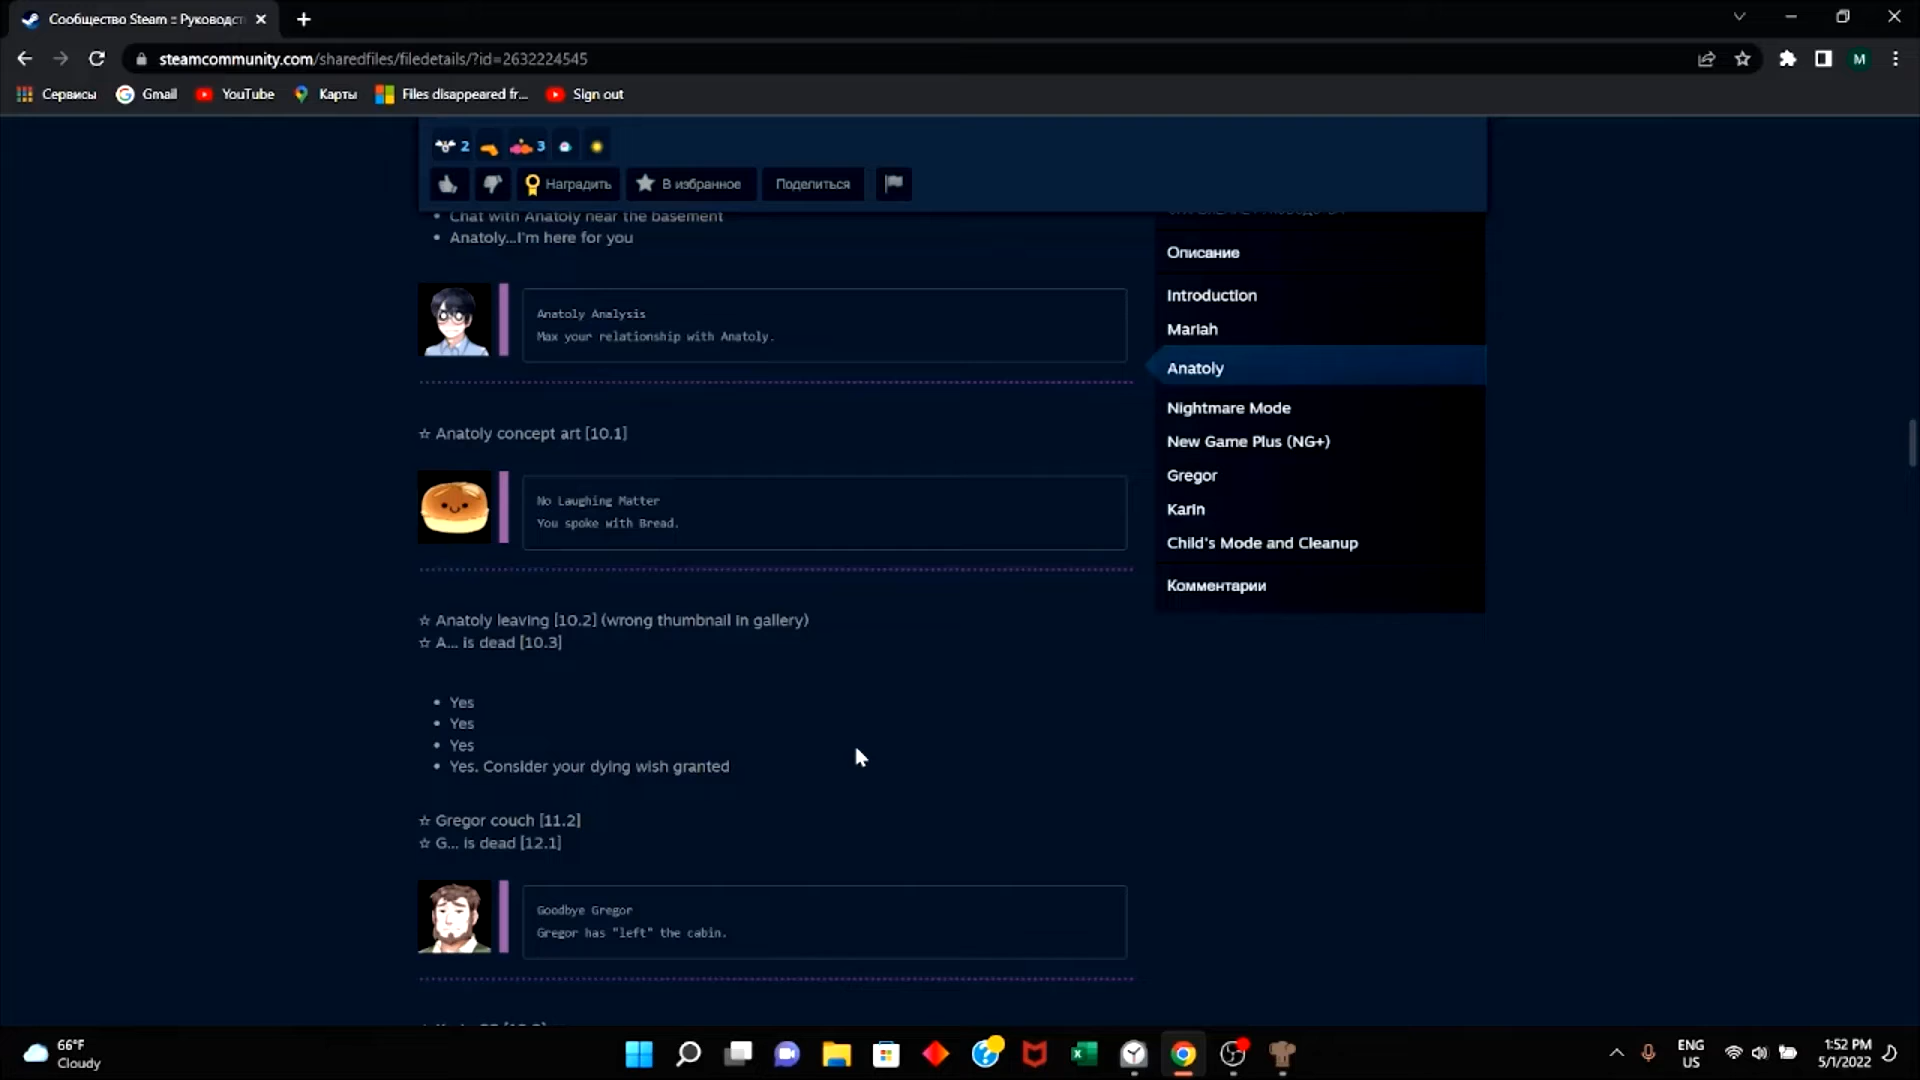 Сообщество Steam :: Руководст
steamcommunity.com/sharedfiles/filedetails/?id=2632224545
M
Сервисы
Gmail
YouTube
Карты
Files disappeared fr...
Sign out
2
3
Наградить
В избранное
Поделиться
• Chat with Anatoly near the basement
• Anatoly...I'm here for you
Anatoly Analysis
Max your relationship with Anatoly.
☆ Anatoly concept art [10.1]
No Laughing Matter
You spoke with Bread.
☆ Anatoly leaving [10.2] (wrong thumbnail in gallery)
☆ A... is dead [10.3]
• Yes
• Yes
• Yes
• Yes. Consider your dying wish granted
☆ Gregor couch [11.2]
☆ G... is dead [12.1]
Goodbye Gregor
Gregor has "left" the cabin.
Описание
Introduction
Mariah
Anatoly
Nightmare Mode
New Game Plus (NG+)
Gregor
Karin
Child's Mode and Cleanup
Комментарии
66°F
Cloudy
ENG
US
1:52 PM
5/1/2022